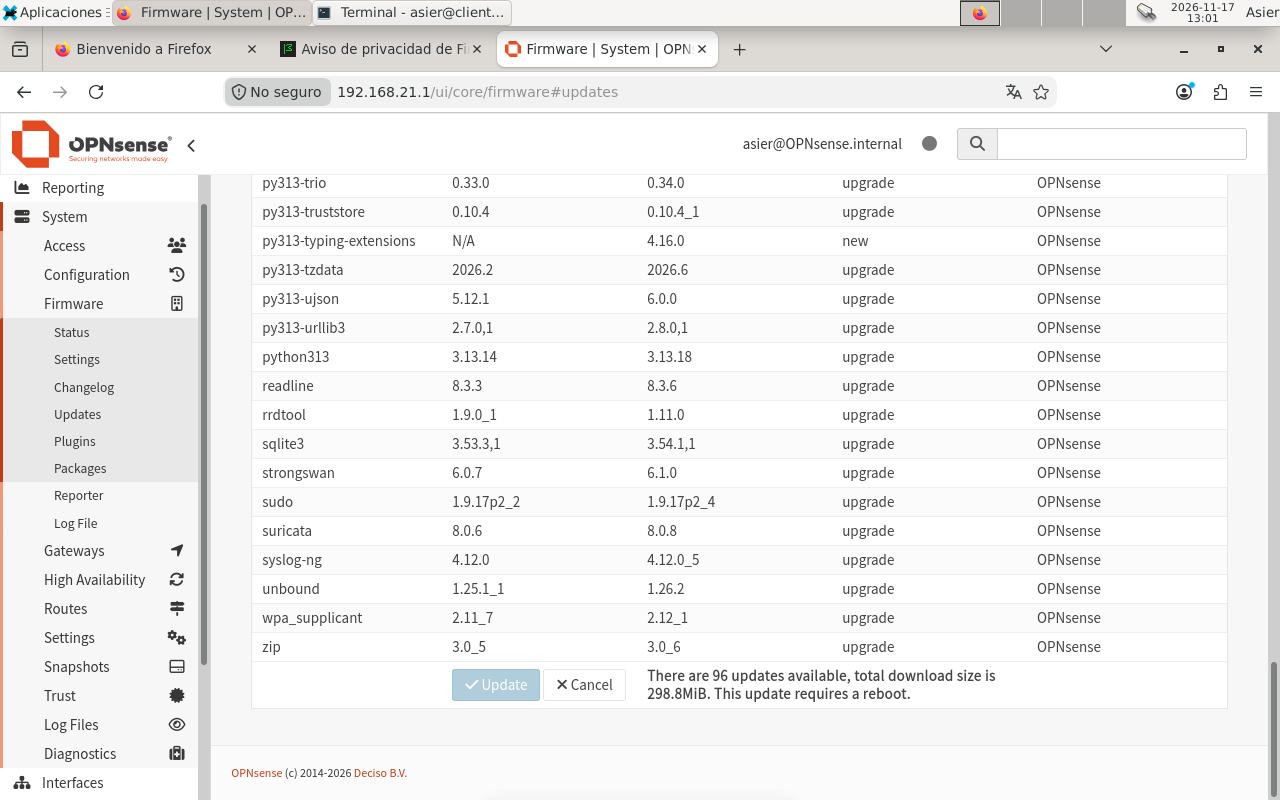 Aplicaciones
Firmware | System | OP...
Terminal - asier@client...
2026-11-17
13:01
Asier
Bienvenido a Firefox
Aviso de privacidad de Fi
Firmware | System | OPN
No seguro
192.168.21.1/ui/core/firmware#updates
OPNsense
Securing networks made easy
asier@OPNsense.internal
Reporting
System
Access
Configuration
Firmware
Status
Settings
Changelog
Updates
Plugins
Packages
Reporter
Log File
Gateways
High Availability
Routes
Settings
Snapshots
Trust
Log Files
Diagnostics
Interfaces
py313-trio 0.33.0 0.34.0 upgrade OPNsense
py313-truststore 0.10.4 0.10.4_1 upgrade OPNsense
py313-typing-extensions N/A 4.16.0 new OPNsense
py313-tzdata 2026.2 2026.6 upgrade OPNsense
py313-ujson 5.12.1 6.0.0 upgrade OPNsense
py313-urllib3 2.7.0,1 2.8.0,1 upgrade OPNsense
python313 3.13.14 3.13.18 upgrade OPNsense
readline 8.3.3 8.3.6 upgrade OPNsense
rrdtool 1.9.0_1 1.11.0 upgrade OPNsense
sqlite3 3.53.3,1 3.54.1,1 upgrade OPNsense
strongswan 6.0.7 6.1.0 upgrade OPNsense
sudo 1.9.17p2_2 1.9.17p2_4 upgrade OPNsense
suricata 8.0.6 8.0.8 upgrade OPNsense
syslog-ng 4.12.0 4.12.0_5 upgrade OPNsense
unbound 1.25.1_1 1.26.2 upgrade OPNsense
wpa_supplicant 2.11_7 2.12_1 upgrade OPNsense
zip 3.0_5 3.0_6 upgrade OPNsense
Update
Cancel
There are 96 updates available, total download size is
298.8MiB. This update requires a reboot.
OPNsense (c) 2014-2026 Deciso B.V.